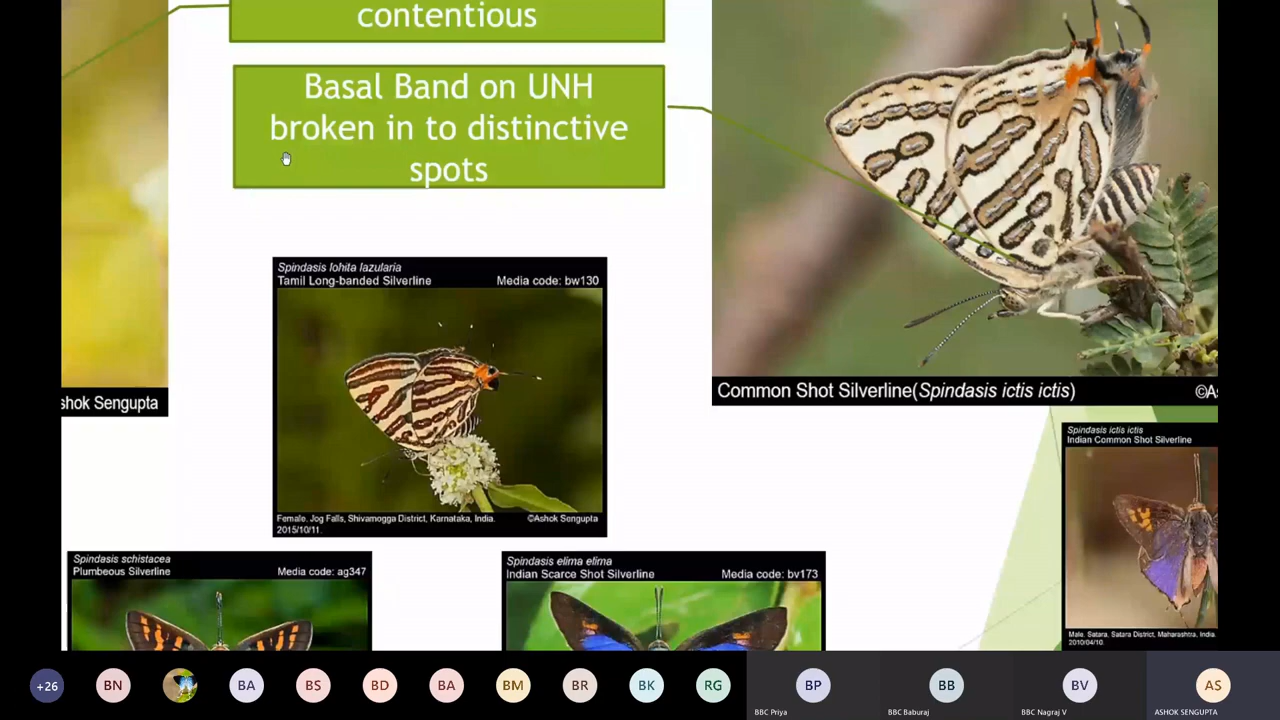 contentious
Basal Band on UNH
broken in to distinctive
spots
shok Sengupta
Spindasis lohita lazularia
Tamil Long-banded Silverline Media code: bw130
Female, Jog Falls, Shivamogga District, Karnataka, India. ©Ashok Sengupta
2015/10/11.
Common Shot Silverline(Spindasis ictis ictis) ©As
Spindasis ictis ictis
Indian Common Shot Silverline
Male, Satara, Satara District, Maharashtra, India.
2010/04/10.
Spindasis schistacea
Plumbeous Silverline Media code: ag347
Spindasis elima elima
Indian Scarce Shot Silverline Media code: bv173
+26 BN BA BS BD BA BM BR BK RG BP BB BV AS
BBC Priya BBC Baburaj BBC Nagraj V ASHOK SENGUPTA